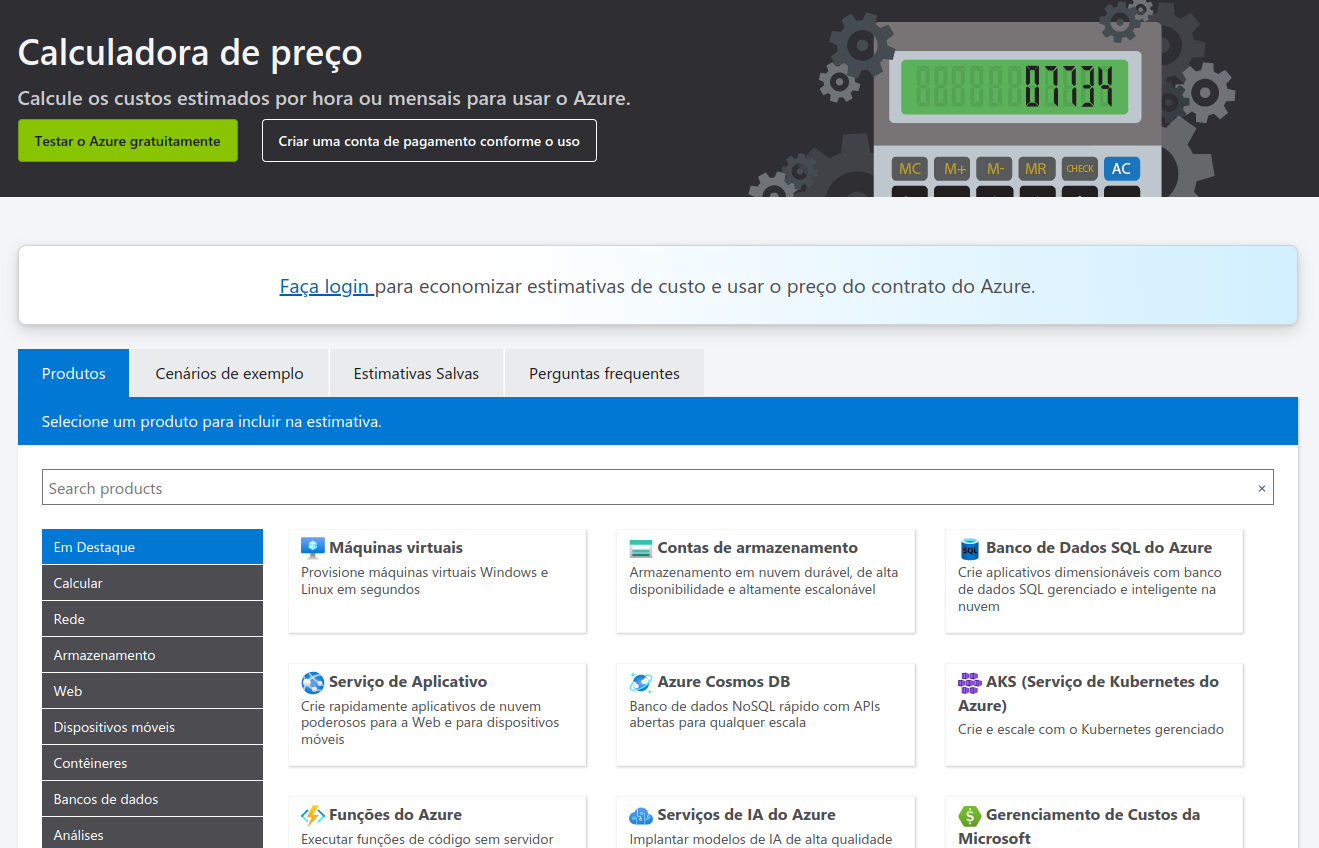 Calculadora de preço
Calcule os custos estimados por hora ou mensais para usar o Azure.
Testar o Azure gratuitamente
Criar uma conta de pagamento conforme o uso
07734
MC
M+
M-
MR
CHECK
AC
Faça login para economizar estimativas de custo e usar o preço do contrato do Azure.
Produtos
Cenários de exemplo
Estimativas Salvas
Perguntas frequentes
Selecione um produto para incluir na estimativa.
Search products
×
Em Destaque
Calcular
Rede
Armazenamento
Web
Dispositivos móveis
Contêineres
Bancos de dados
Análises
Máquinas virtuais
Provisione máquinas virtuais Windows e
Linux em segundos
Contas de armazenamento
Armazenamento em nuvem durável, de alta
disponibilidade e altamente escalonável
SQL
Banco de Dados SQL do Azure
Crie aplicativos dimensionáveis com banco
de dados SQL gerenciado e inteligente na
nuvem
Serviço de Aplicativo
Crie rapidamente aplicativos de nuvem
poderosos para a Web e para dispositivos
móveis
Azure Cosmos DB
Banco de dados NoSQL rápido com APIs
abertas para qualquer escala
AKS (Serviço de Kubernetes do
Azure)
Crie e escale com o Kubernetes gerenciado
Funções do Azure
Executar funções de código sem servidor
Serviços de IA do Azure
Implantar modelos de IA de alta qualidade
$
Gerenciamento de Custos da
Microsoft